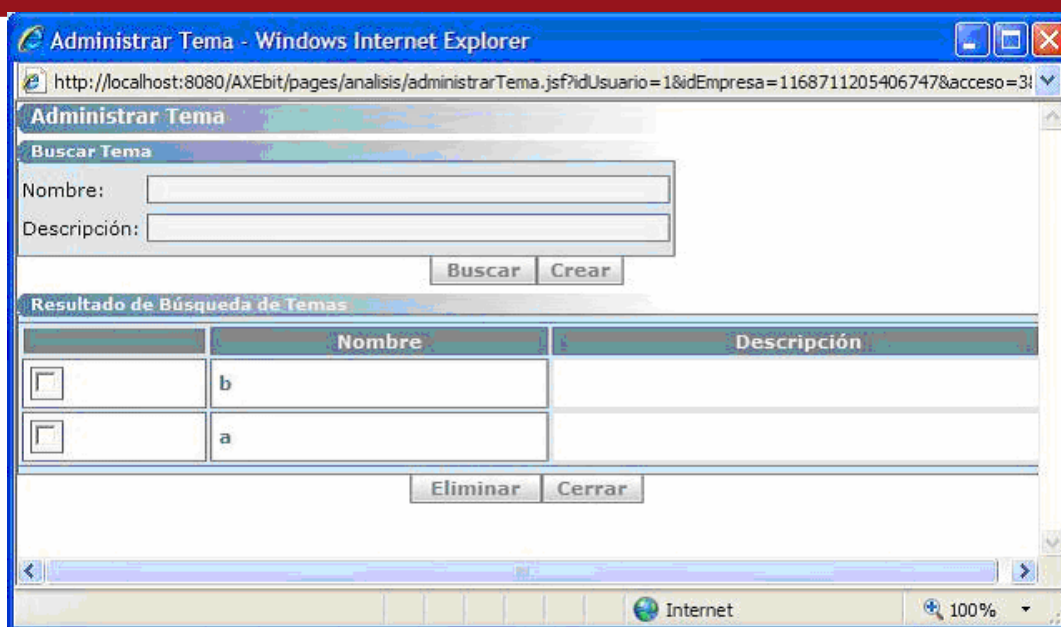 Administrar Tema - Windows Internet Explorer
http://localhost:8080/AXEbit/pages/analisis/administrarTema.jsf?idUsuario=1&idEmpresa=1168711205406747&acceso=3&
Administrar Tema
Buscar Tema
Nombre:
Descripción:
Buscar Crear
Resultado de Búsqueda de Temas
Nombre Descripción
b
a
Eliminar Cerrar
Internet 100%